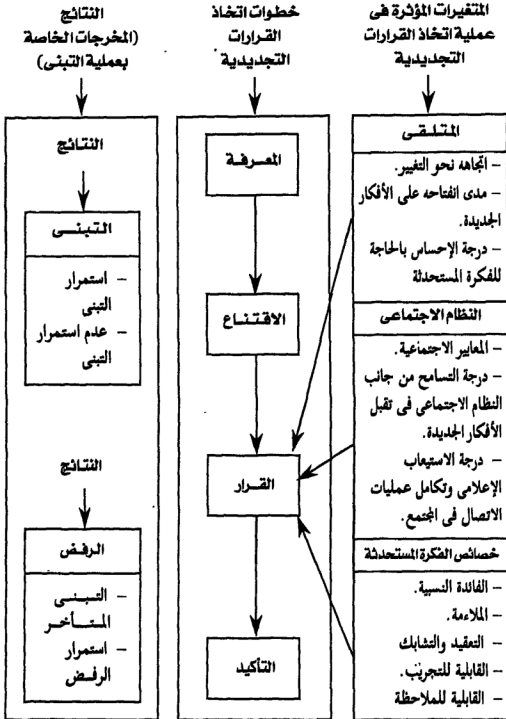 المتغيرات المؤثرة فى
عملية اتخاذ القرارات
التجديدية
المتلقى
– اتجاهه نحو التغيير.
– مدى انفتاحه على الأفكار
الجديدة.
– درجة الإحساس بالحاجة
للفكرة المستحدثة
النظام الاجتماعى
– المعايير الاجتماعية.
– درجة التسامح من جانب
النظام الاجتماعى فى تقبل
الأفكار الجديدة.
– درجة الاستيعاب
الإعلامى وتكامل عمليات
الاتصال فى المجتمع.
خصائص الفكرة المستحدثة
– الفائدة النسبية.
– الملاءمة.
– التعقيد والتشابك
– القابلية للتجريب.
– القابلية للملاحظة
خطوات اتخاذ
القرارات
التجديدية
المعرفة
الاقتناع
القرار
التأكيد
النتائج
(المخرجات الخاصة
بعملية التبنى)
النتائج
التبنى
– استمرار
التبنى
– عدم استمرار
التبنى
النتائج
الرفض
– التبنى
المتأخر
– استمرار
الرفض